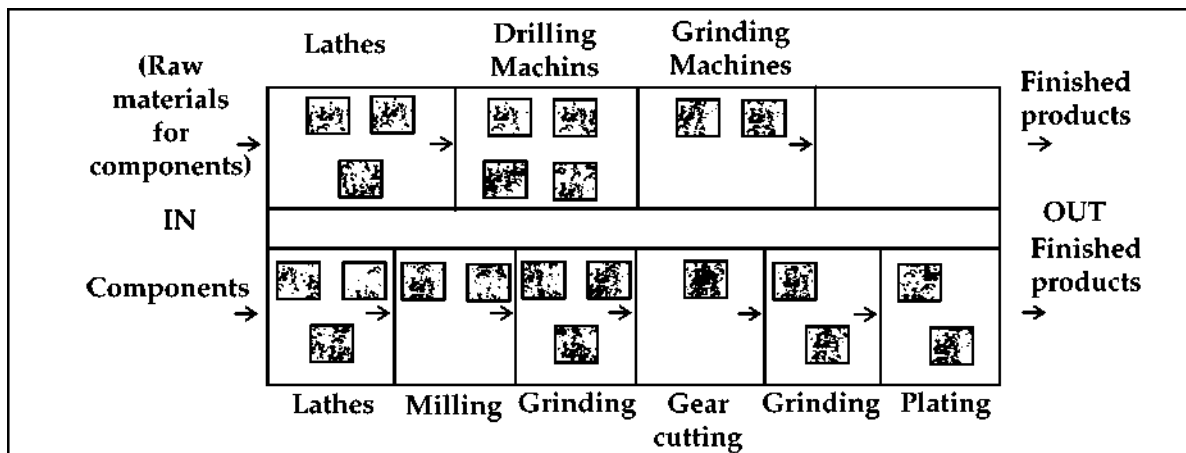 Lathes
Drilling
Machins
Grinding
Machines
(Raw
materials
for
components)
Finished
products
IN
OUT
Components
Finished
products
Lathes
Milling
Grinding
Gear
cutting
Grinding
Plating